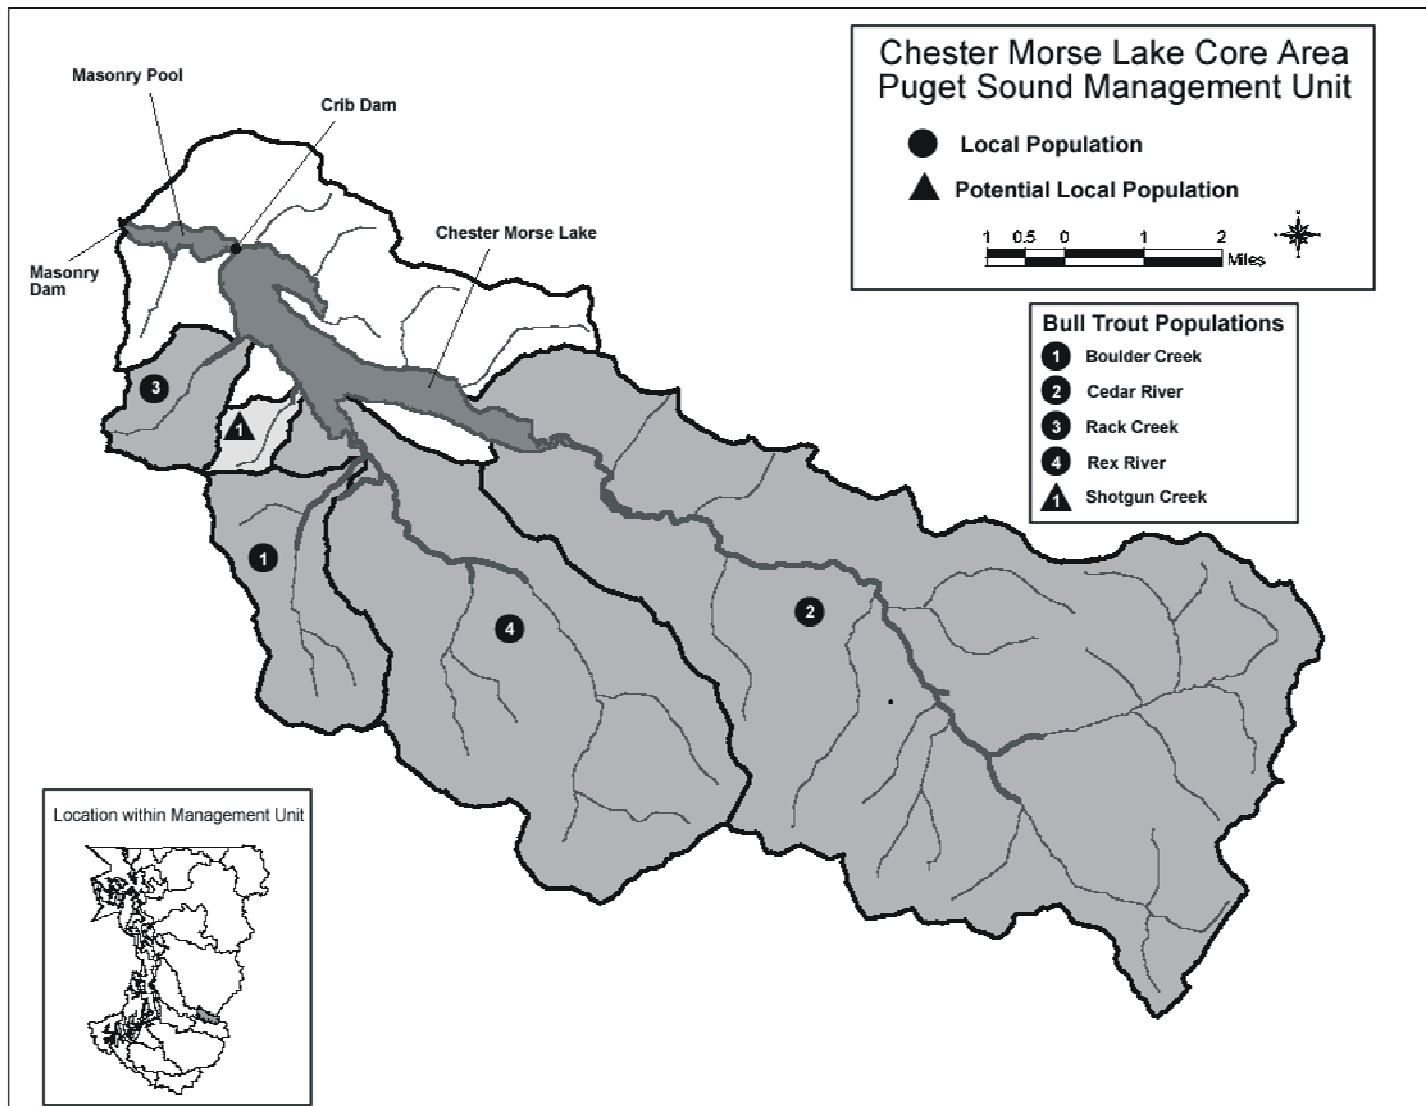 Chester Morse Lake Core Area
Puget Sound Management Unit
Local Population
Potential Local Population
1 0.5 0 1 2
Miles
Masonry Pool
Crib Dam
Chester Morse Lake
Masonry
Dam
Bull Trout Populations
1 Boulder Creek
2 Cedar River
3 Rack Creek
4 Rex River
1 Shotgun Creek
3
1
1
4
2
Location within Management Unit